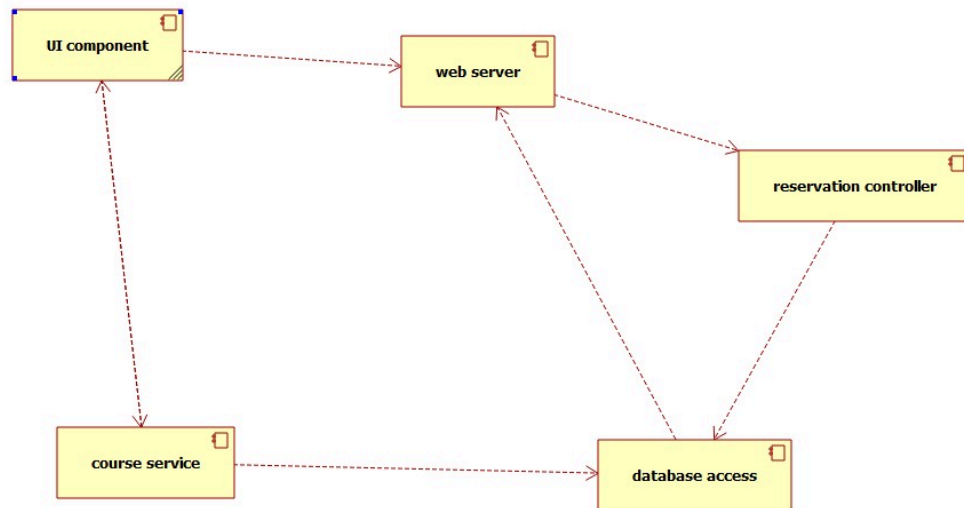 UI component
web server
reservation controller
course service
database access